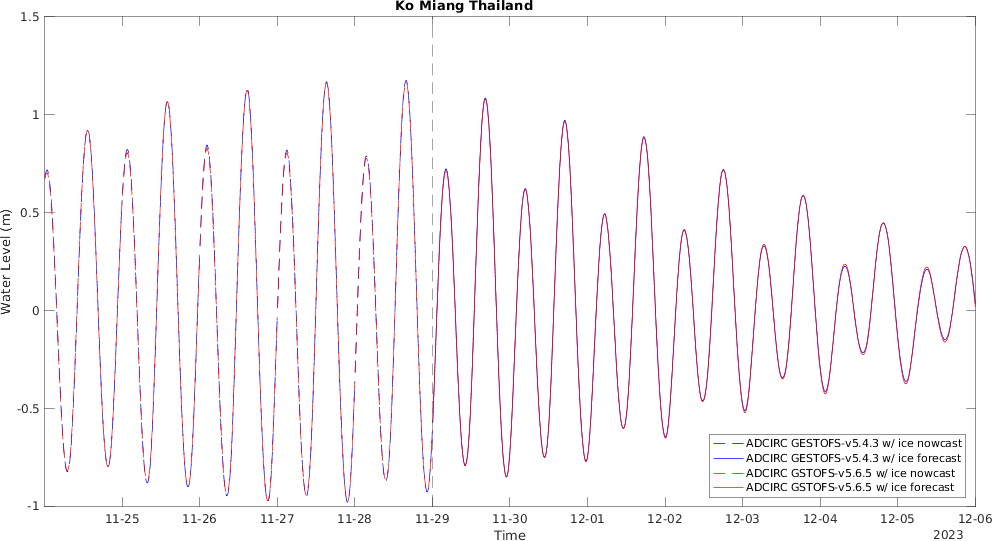 Ko Miang Thailand
1.5
1
0.5
0
-0.5
-1
Water Level (m)
ADCIRC GESTOFS-v5.4.3 w/ ice nowcast
ADCIRC GESTOFS-v5.4.3 w/ ice forecast
ADCIRC GSTOFS-v5.6.5 w/ ice nowcast
ADCIRC GSTOFS-v5.6.5 w/ ice forecast
11-25 11-26 11-27 11-28 11-29 11-30 12-01 12-02 12-03 12-04 12-05 12-06
Time
2023